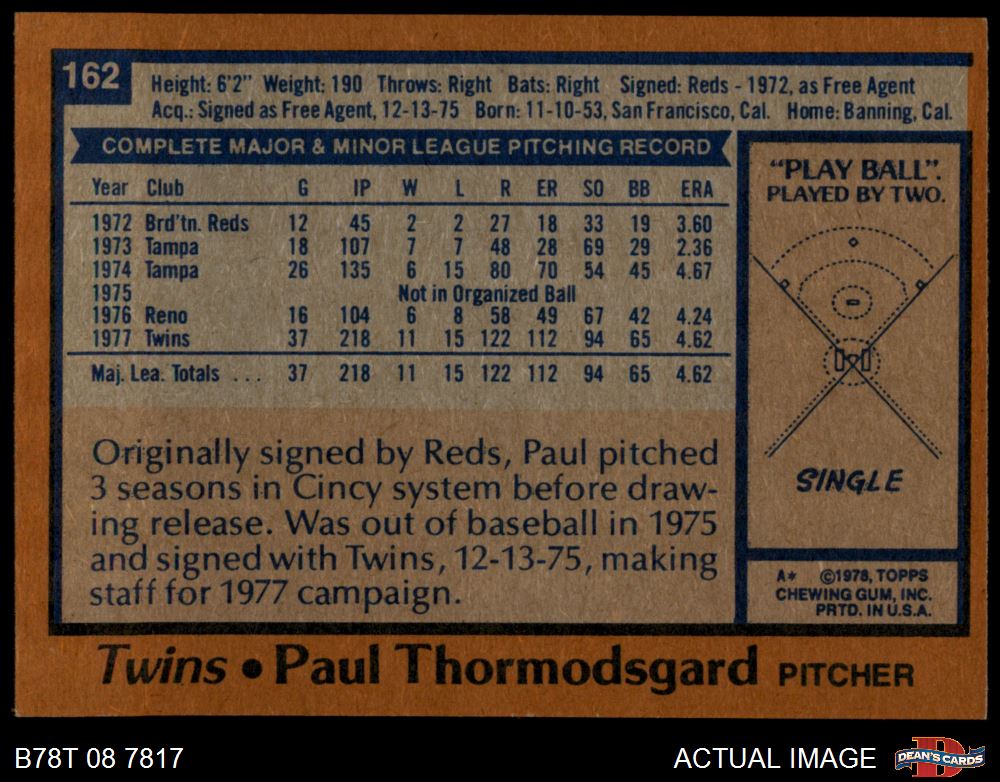 162
Height: 6'2" Weight: 190 Throws: Right Bats: Right Signed: Reds - 1972, as Free Agent
Acq.: Signed as Free Agent, 12-13-75 Born: 11-10-53, San Francisco, Cal. Home: Banning, Cal.
COMPLETE MAJOR & MINOR LEAGUE PITCHING RECORD
Year Club G IP W L R ER SO BB ERA
1972 Brd'tn. Reds 12 45 2 2 27 18 33 19 3.60
1973 Tampa 18 107 7 7 48 28 69 29 2.36
1974 Tampa 26 135 6 15 80 70 54 45 4.67
1975 Not in Organized Ball
1976 Reno 16 104 6 8 58 49 67 42 4.24
1977 Twins 37 218 11 15 122 112 94 65 4.62
Maj. Lea. Totals ... 37 218 11 15 122 112 94 65 4.62
Originally signed by Reds, Paul pitched
3 seasons in Cincy system before draw-
ing release. Was out of baseball in 1975
and signed with Twins, 12-13-75, making
staff for 1977 campaign.
"PLAY BALL".
PLAYED BY TWO.
SINGLE
A* ©1978, TOPPS
CHEWING GUM, INC.
PRTD. IN U.S.A.
Twins • Paul Thormodsgard PITCHER
B78T 08 7817
ACTUAL IMAGE
D
DEAN'S CARDS